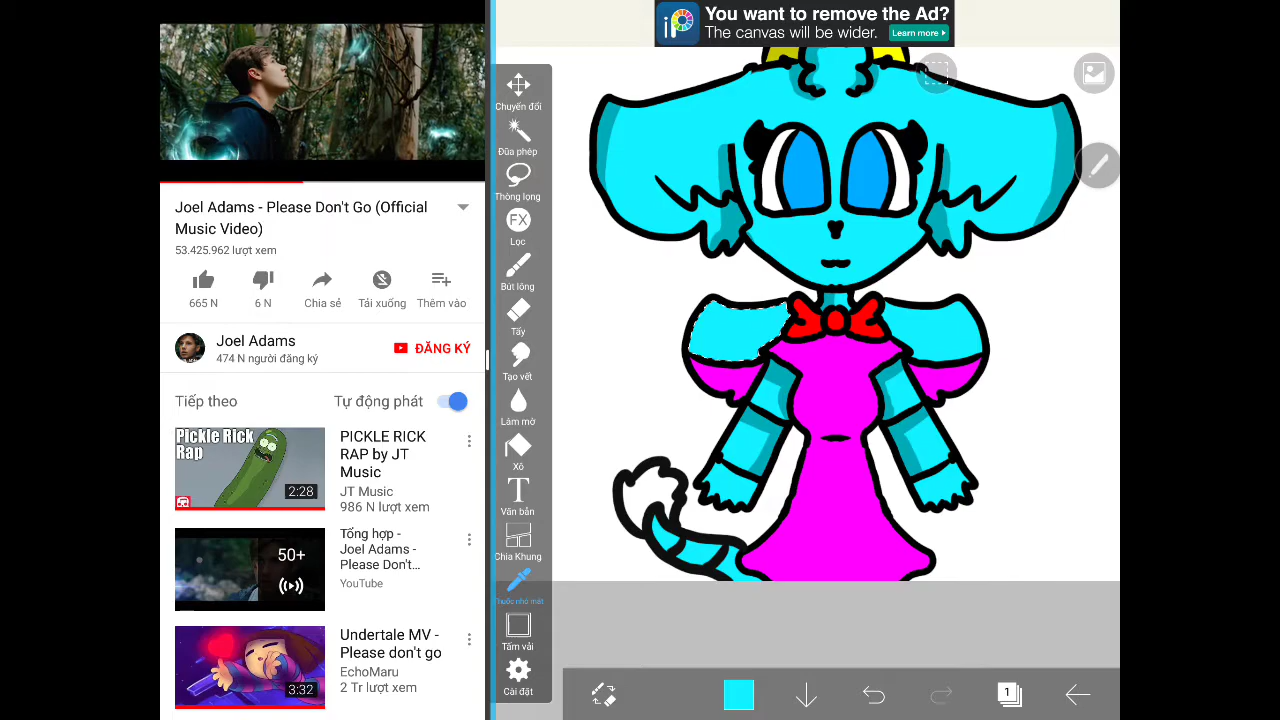 Joel Adams - Please Don't Go (Official
Music Video)
53.425.962 lượt xem
665 N
6 N
Chia sẻ
Tải xuống
Thêm vào
Joel Adams
474 N người đăng ký
ĐĂNG KÝ
Tiếp theo
Tự động phát
Pickle Rick
Rap
2:28
PICKLE RICK
RAP by JT
Music
JT Music
986 N lượt xem
50+
Tổng hợp -
Joel Adams -
Please Don't...
YouTube
3:32
Undertale MV -
Please don't go
EchoMaru
2 Tr lượt xem
You want to remove the Ad?
The canvas will be wider.
Learn more
Chuyển đổi
Đũa phép
Thòng lọng
FX
Lọc
Bút lông
Tẩy
Tạo vết
Làm mờ
Xô
T
Văn bản
Chia Khung
Thuốc nhỏ mắt
Tấm vải
Cài đặt
1